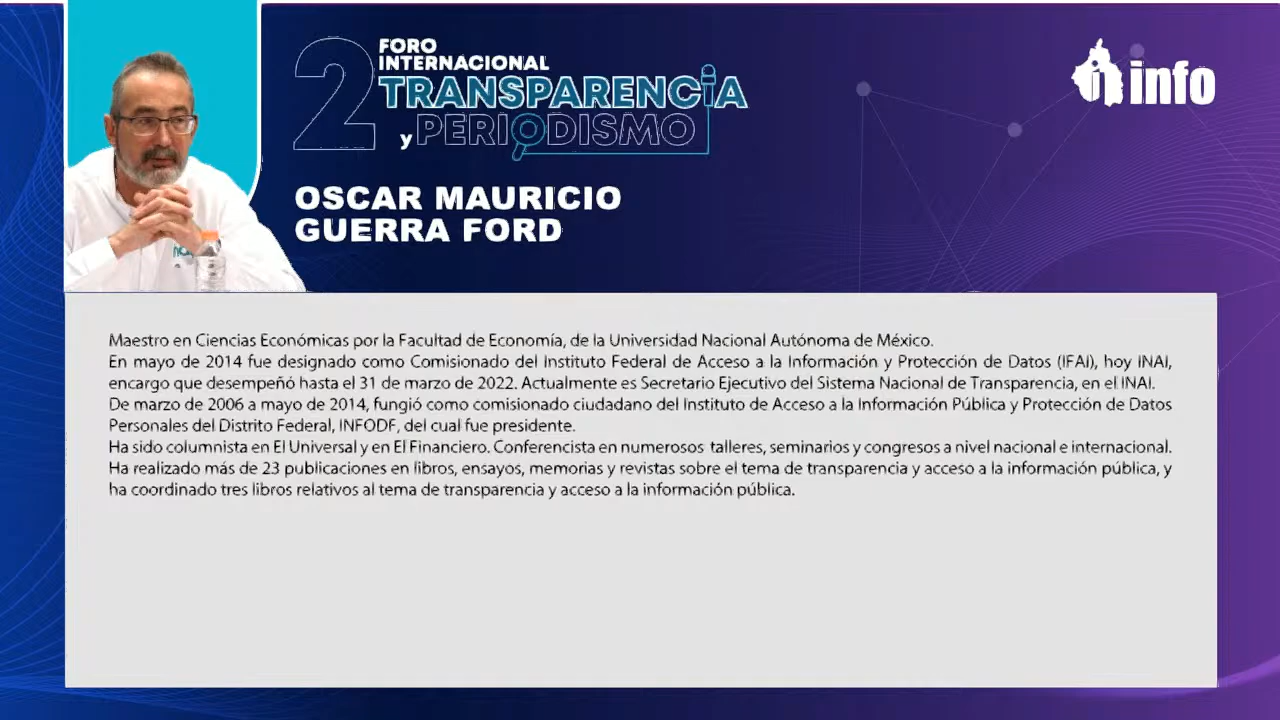 2 FORO
INTERNACIONAL
TRANSPARENCIA
y PERIODISMO
info
OSCAR MAURICIO
GUERRA FORD
Maestro en Ciencias Económicas por la Facultad de Economía, de la Universidad Nacional Autónoma de México.
En mayo de 2014 fue designado como Comisionado del Instituto Federal de Acceso a la Información y Protección de Datos (IFAI), hoy INAI,
encargo que desempeñó hasta el 31 de marzo de 2022. Actualmente es Secretario Ejecutivo del Sistema Nacional de Transparencia, en el INAI.
De marzo de 2006 a mayo de 2014, fungió como comisionado ciudadano del Instituto de Acceso a la Información Pública y Protección de Datos
Personales del Distrito Federal, INFODF, del cual fue presidente.
Ha sido columnista en El Universal y en El Financiero. Conferencista en numerosos talleres, seminarios y congresos a nivel nacional e internacional.
Ha realizado más de 23 publicaciones en libros, ensayos, memorias y revistas sobre el tema de transparencia y acceso a la información pública, y
ha coordinado tres libros relativos al tema de transparencia y acceso a la información pública.